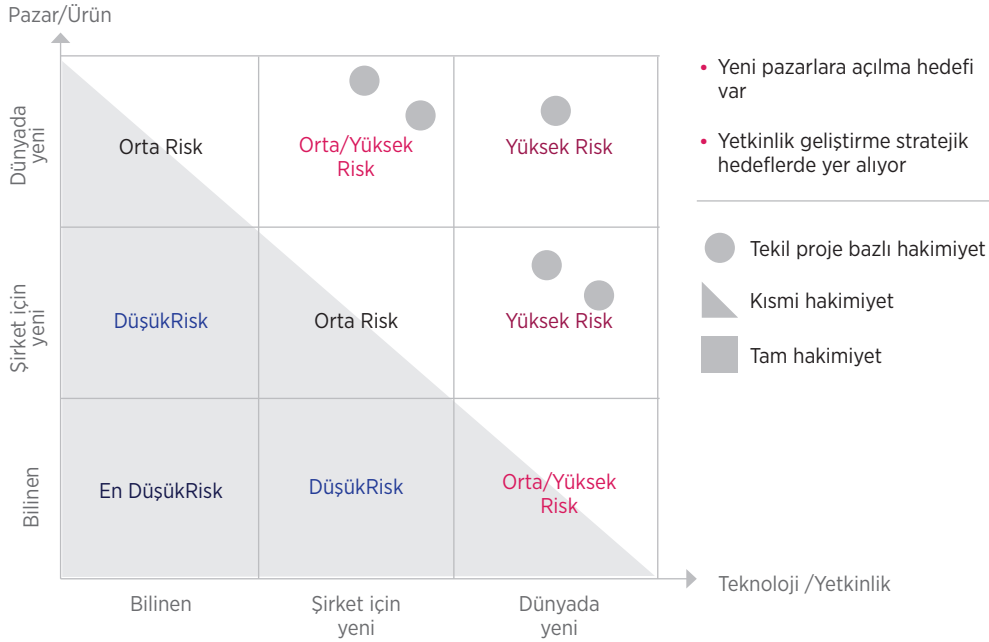 Pazar/Ürün
Dünyada
yeni
Orta Risk
Orta/Yüksek
Risk
Yüksek Risk
Şirket için
yeni
DüşükRisk
Orta Risk
Yüksek Risk
Bilinen
En DüşükRisk
DüşükRisk
Orta/Yüksek
Risk
Bilinen
Şirket için
yeni
Dünyada
yeni
Teknoloji /Yetkinlik
• Yeni pazarlara açılma hedefi
var
• Yetkinlik geliştirme stratejik
hedeflerde yer alıyor
Tekil proje bazlı hakimiyet
Kısmi hakimiyet
Tam hakimiyet